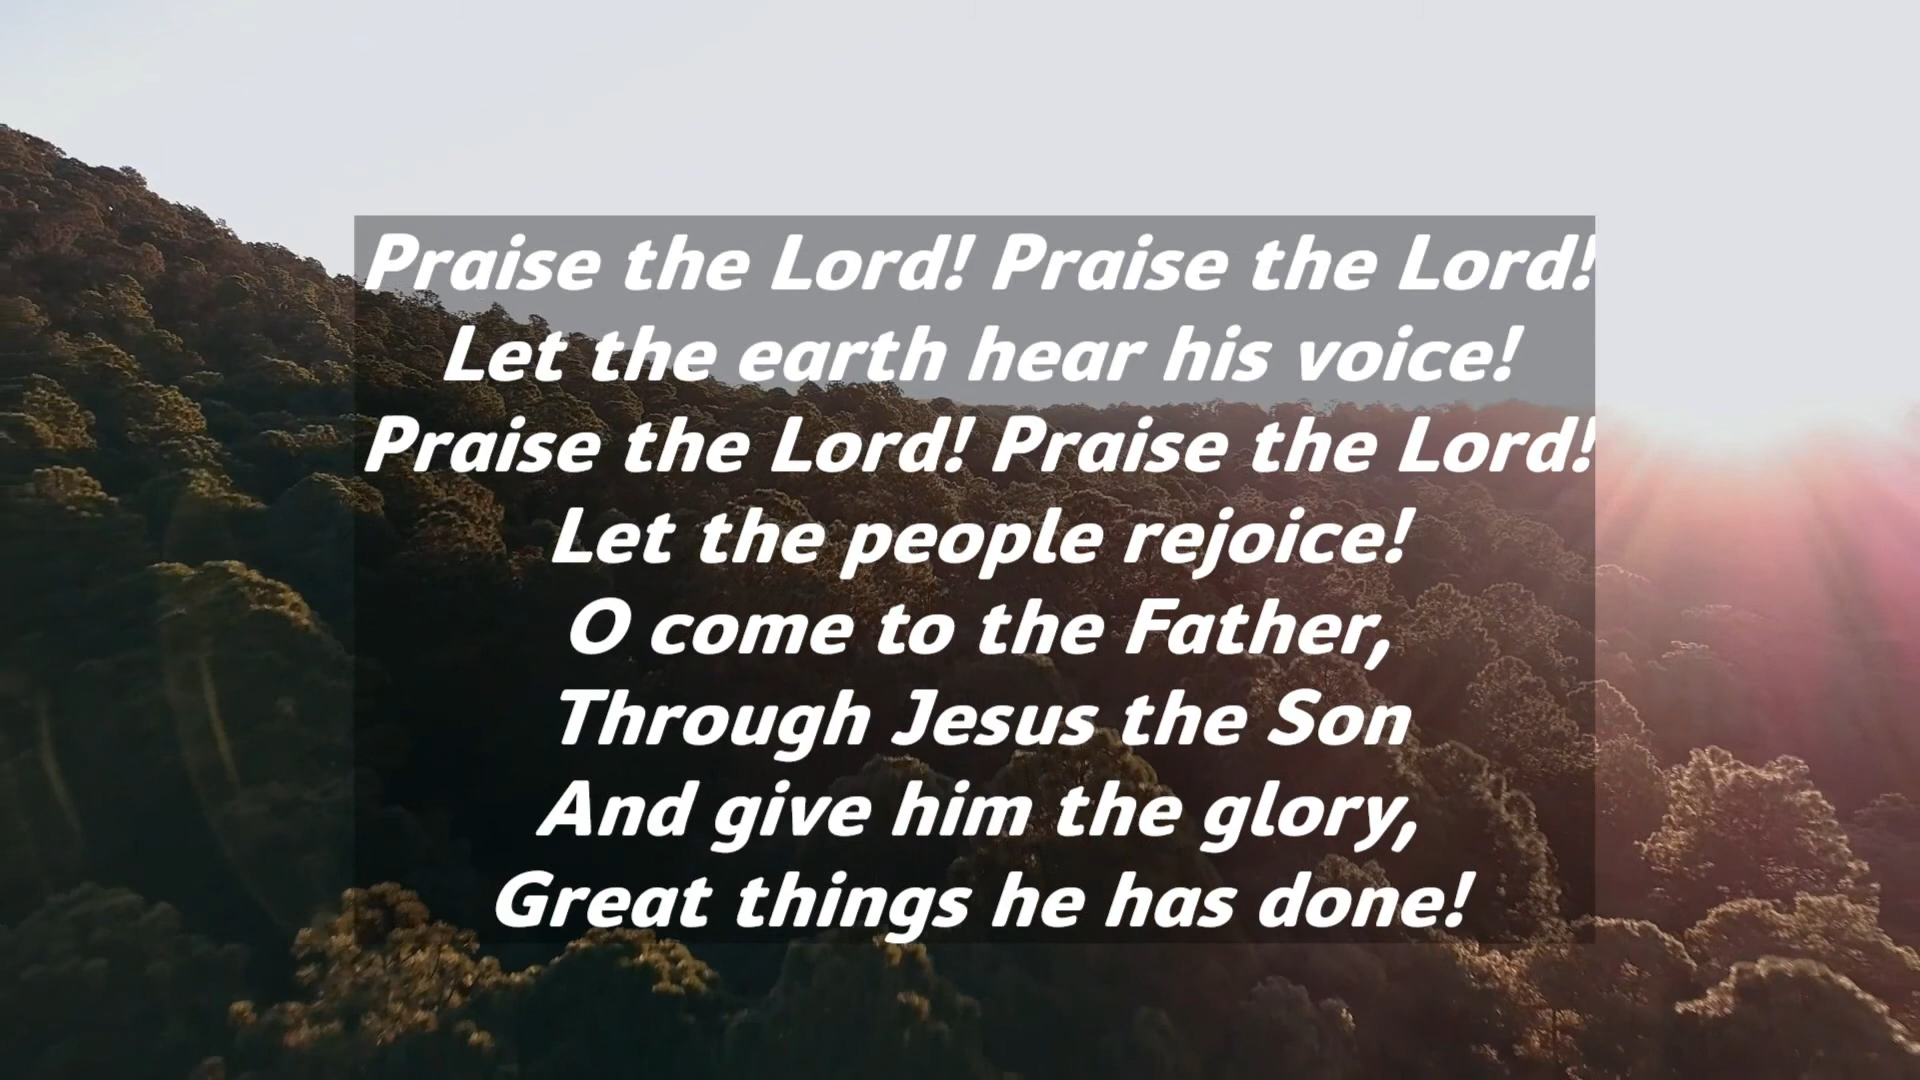 Praise the Lord! Praise the Lord!
Let the earth hear his voice!
Praise the Lord! Praise the Lord!
Let the people rejoice!
O come to the Father,
Through Jesus the Son
And give him the glory,
Great things he has done!